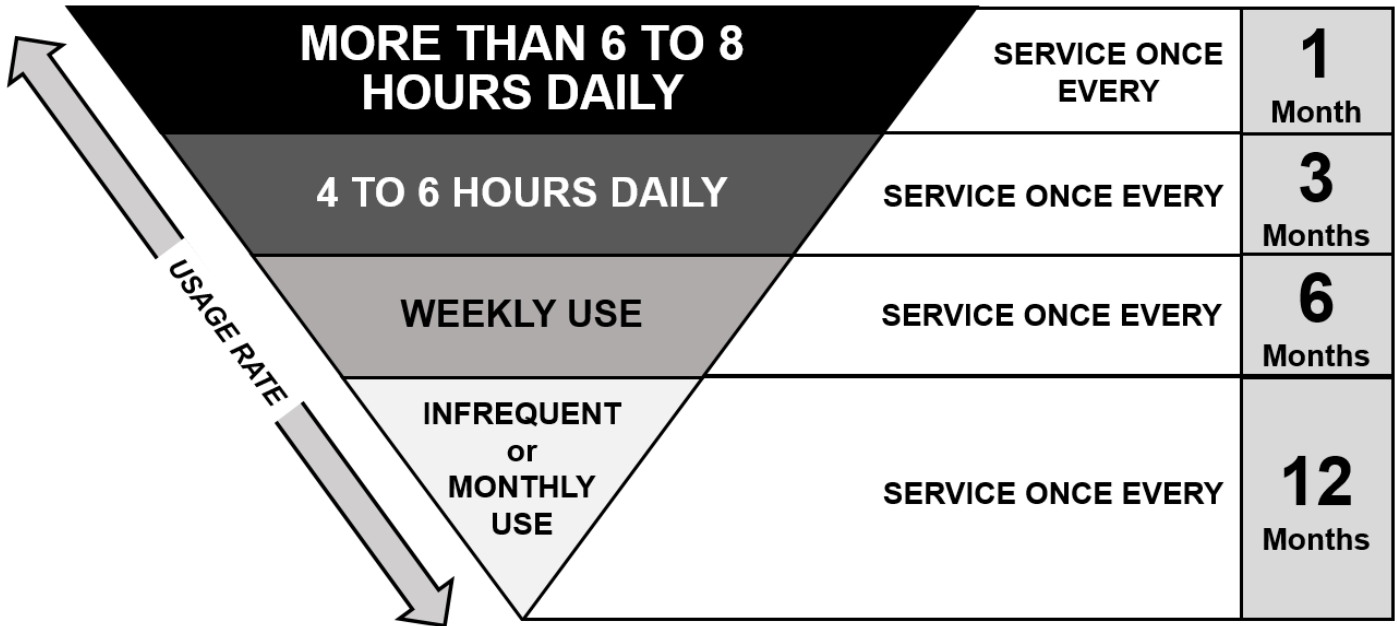 MORE THAN 6 TO 8
HOURS DAILY
SERVICE ONCE
EVERY
1
Month
4 TO 6 HOURS DAILY
SERVICE ONCE EVERY
3
Months
USAGE RATE
WEEKLY USE
SERVICE ONCE EVERY
6
Months
INFREQUENT
or
MONTHLY
USE
SERVICE ONCE EVERY
12
Months